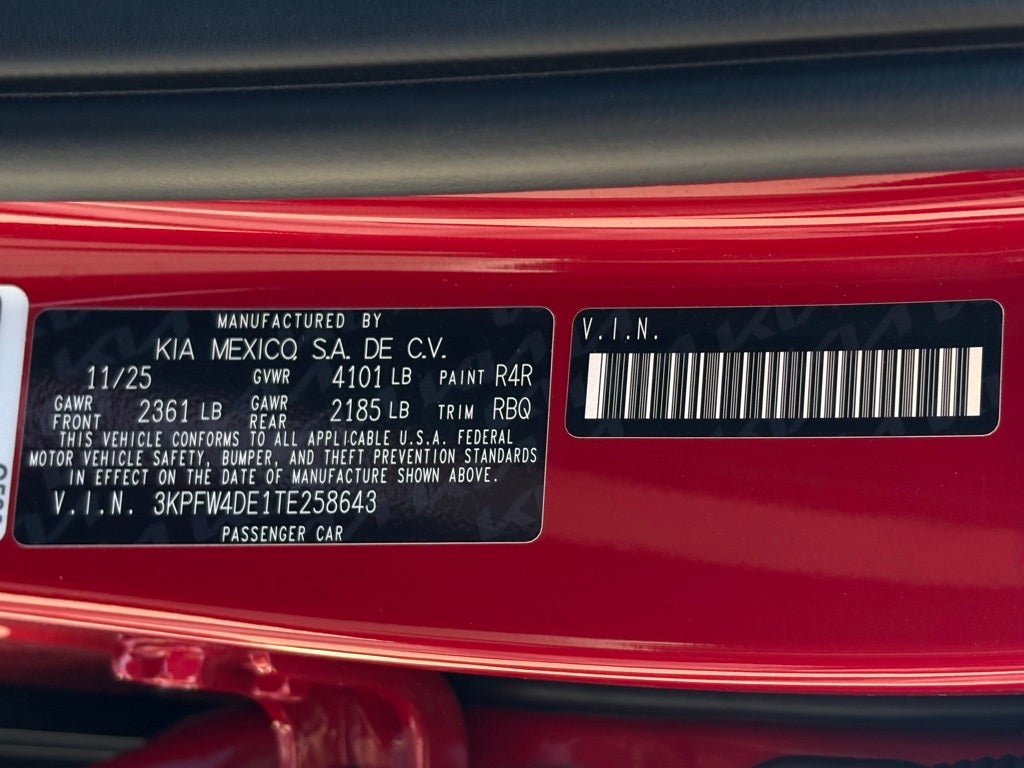 MANUFACTURED BY
KIA MEXICO, S.A. DE C.V.
11/25 GVWR 4101 LB PAINT R4R
GAWR FRONT 2361 LB GAWR REAR 2185 LB TRIM RBQ
THIS VEHICLE CONFORMS TO ALL APPLICABLE U.S.A. FEDERAL
MOTOR VEHICLE SAFETY, BUMPER, AND THEFT PREVENTION STANDARDS
IN EFFECT ON THE DATE OF MANUFACTURE SHOWN ABOVE.
V.I.N. 3KPFW4DE1TE258643
PASSENGER CAR
V.I.N.